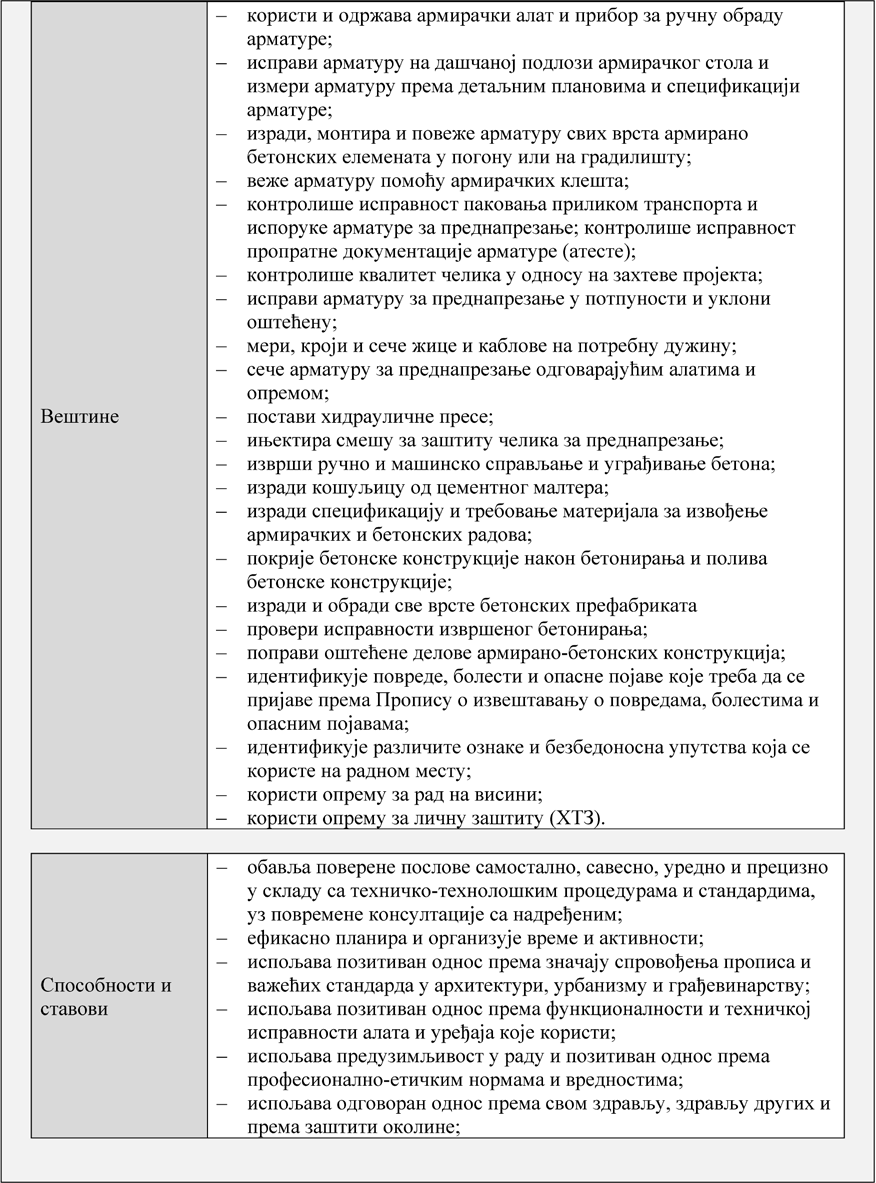 – користи и одржава армирачки алат и прибор за ручну обраду
арматуре;
– исправи арматуру на дашчаној подлози армирачког стола и
измери арматуру према детаљним плановима и спецификацији
арматуре;
– изради, монтира и повеже арматуру свих врста армирано
бетонских елемената у погону или на градилишту;
– веже арматуру помоћу армирачких клешта;
– контролише исправност паковања приликом транспорта и
испоруке арматуре за преднапрезање; контролише исправност
пропратне документације арматуре (атесте);
– контролише квалитет челика у односу на захтеве пројекта;
– исправи арматуру за преднапрезање у потпуности и уклони
оштећену;
– мери, кроји и сече жице и каблове на потребну дужину;
– сече арматуру за преднапрезање одговарајућим алатима и
опремом;
Вештине
– постави хидрауличне пресе;
– ињектира смешу за заштиту челика за преднапрезање;
– изврши ручно и машинско справљање и уграђивање бетона;
– изради кошуљицу од цементног малтера;
– изради спецификацију и требовање материјала за извођење
армирачких и бетонских радова;
– покрије бетонске конструкције након бетонирања и полива
бетонске конструкције;
– изради и обради све врсте бетонских префабриката
– провери исправности извршеног бетонирања;
– поправи оштећене делове армирано-бетонских конструкција;
– идентификује повреде, болести и опасне појаве које треба да се
пријаве према Пропису о извештавању о повредама, болестима и
опасним појавама;
– идентификује различите ознаке и безбедоносна упутства која се
користе на радном месту;
– користи опрему за рад на висини;
– користи опрему за личну заштиту (ХТЗ).
– обавља поверене послове самостално, савесно, уредно и прецизно
у складу са техничко-технолошким процедурама и стандардима,
уз повремене консултације са надређеним;
– ефикасно планира и организује време и активности;
– испољава позитиван однос према значају спровођења прописа и
важећих стандарда у архитектури, урбанизму и грађевинарству;
Способности и
ставови
– испољава позитиван однос према функционалности и техничкој
исправности алата и уређаја које користи;
– испољава предузимљивост у раду и позитиван однос према
професионално-етичким нормама и вредностима;
– испољава одговоран однос према свом здрављу, здрављу других и
према заштити околине;